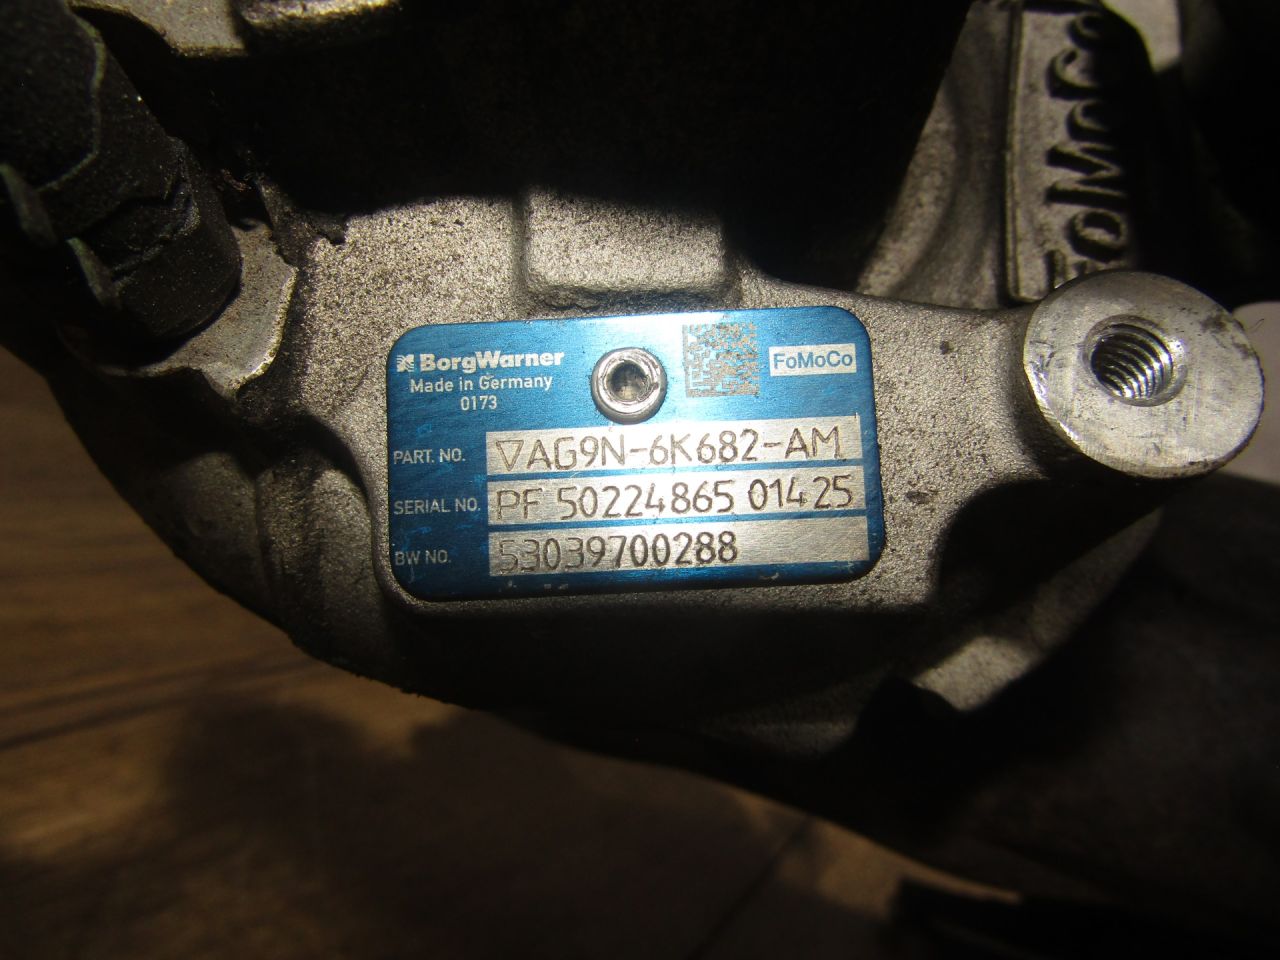 FoMoCo
BorgWarner
Made in Germany
0173
FoMoCo
PART NO. ▽AG9N-6K682-AM
SERIAL NO. PF 50224865 01425
BW NO. 53039700288